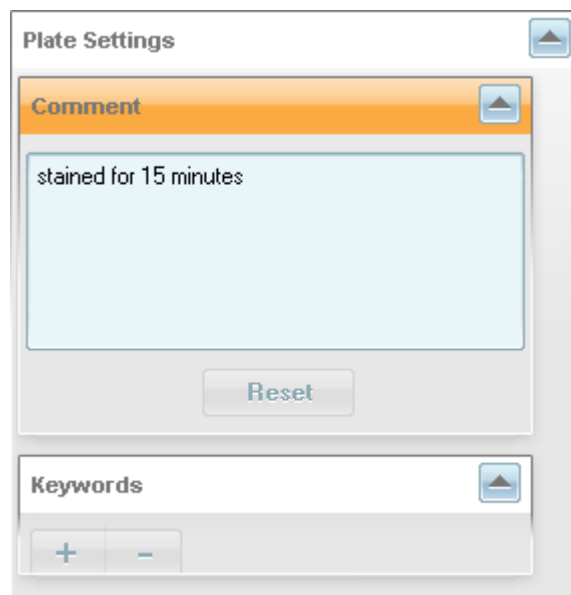 Plate Settings
Comment
stained for 15 minutes
Reset
Keywords
+ -